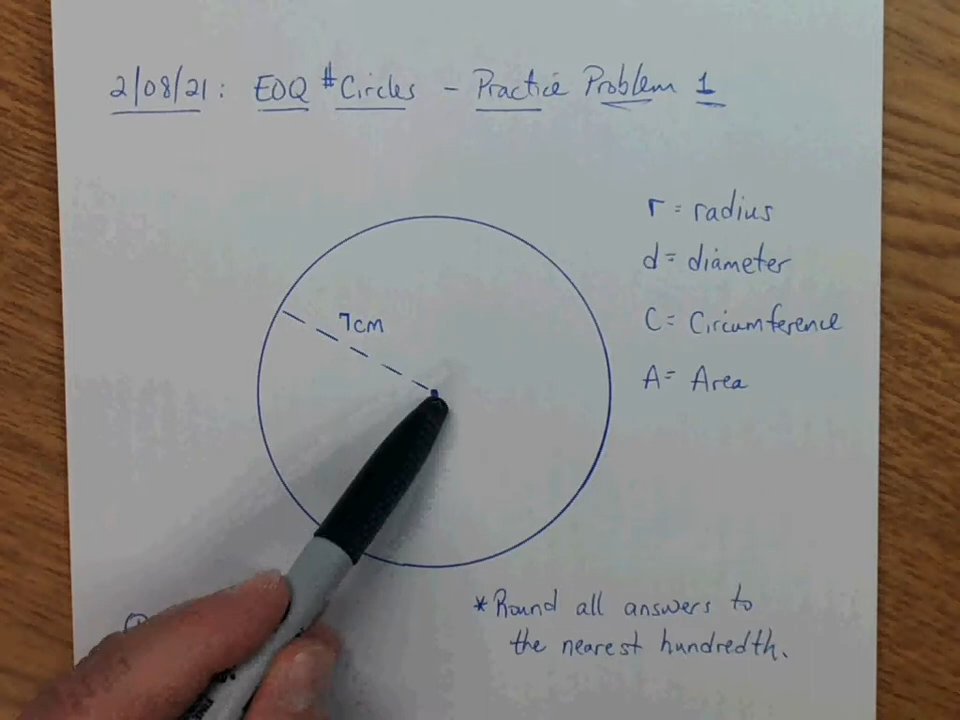 2/08/21: EOQ #Circles - Practice Problem 1
r = radius
d = diameter
7cm
C = Circumference
A = Area
* Round all answers to
the nearest hundredth.